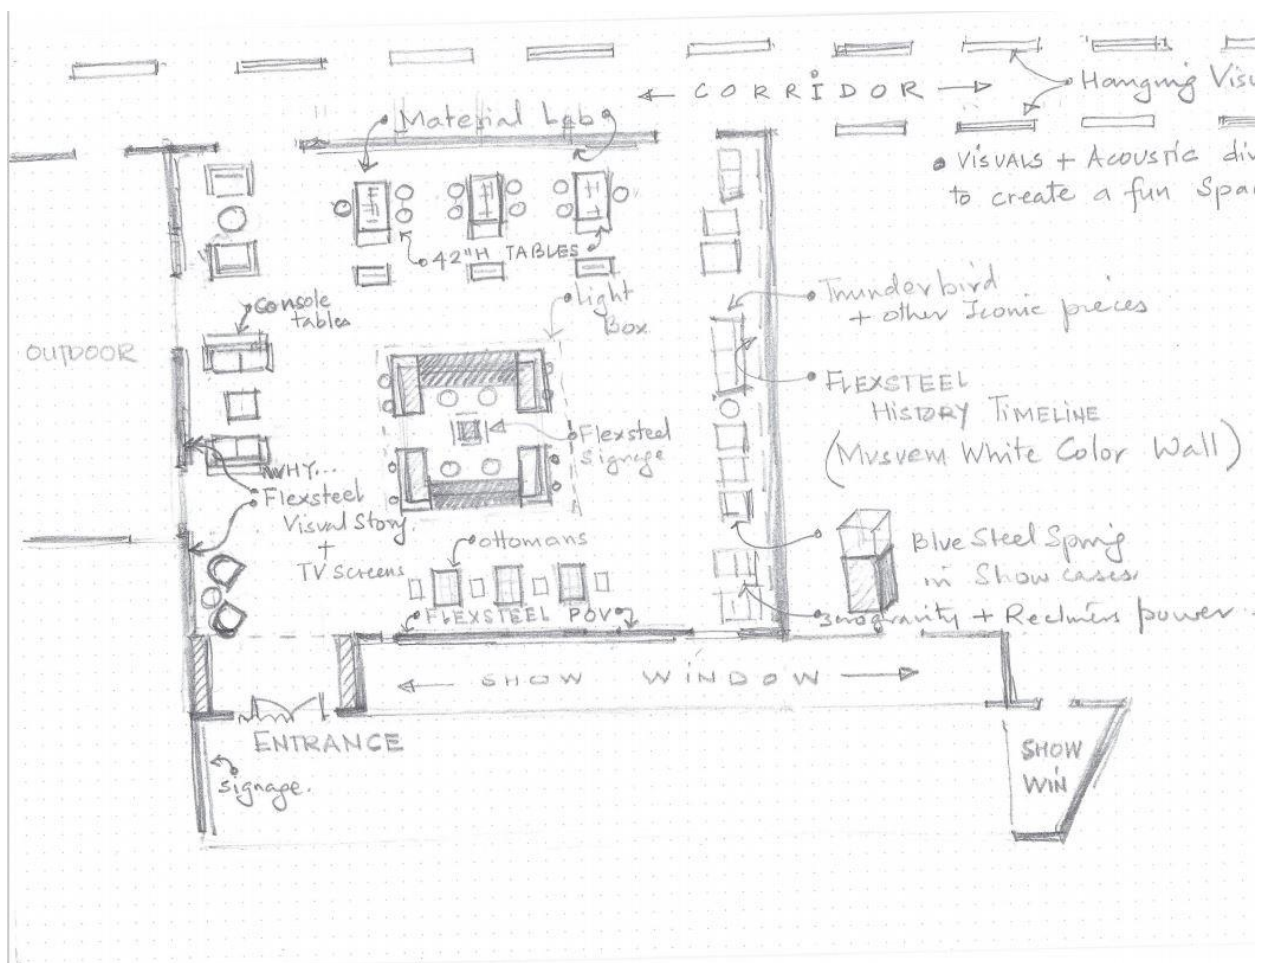 CORRIDOR
Hanging Visu
Material Lab
VISUALS + Acoustic div
to create a fun Spa
42"H TABLES
Light
Box
Console
tables
Thunderbird
+ other Iconic pieces
OUTDOOR
FLEXSTEEL
HISTORY TIMELINE
(Museum White Color Wall)
Flexsteel
Signage
WHY...
Flexsteel
Visual Story
+
TV Screens
ottomans
Blue Steel Spring
in Show cases
FLEXSTEEL POV
zerogravity + Recliners power
SHOW WINDOW
ENTRANCE
SHOW
WIN
Signage.